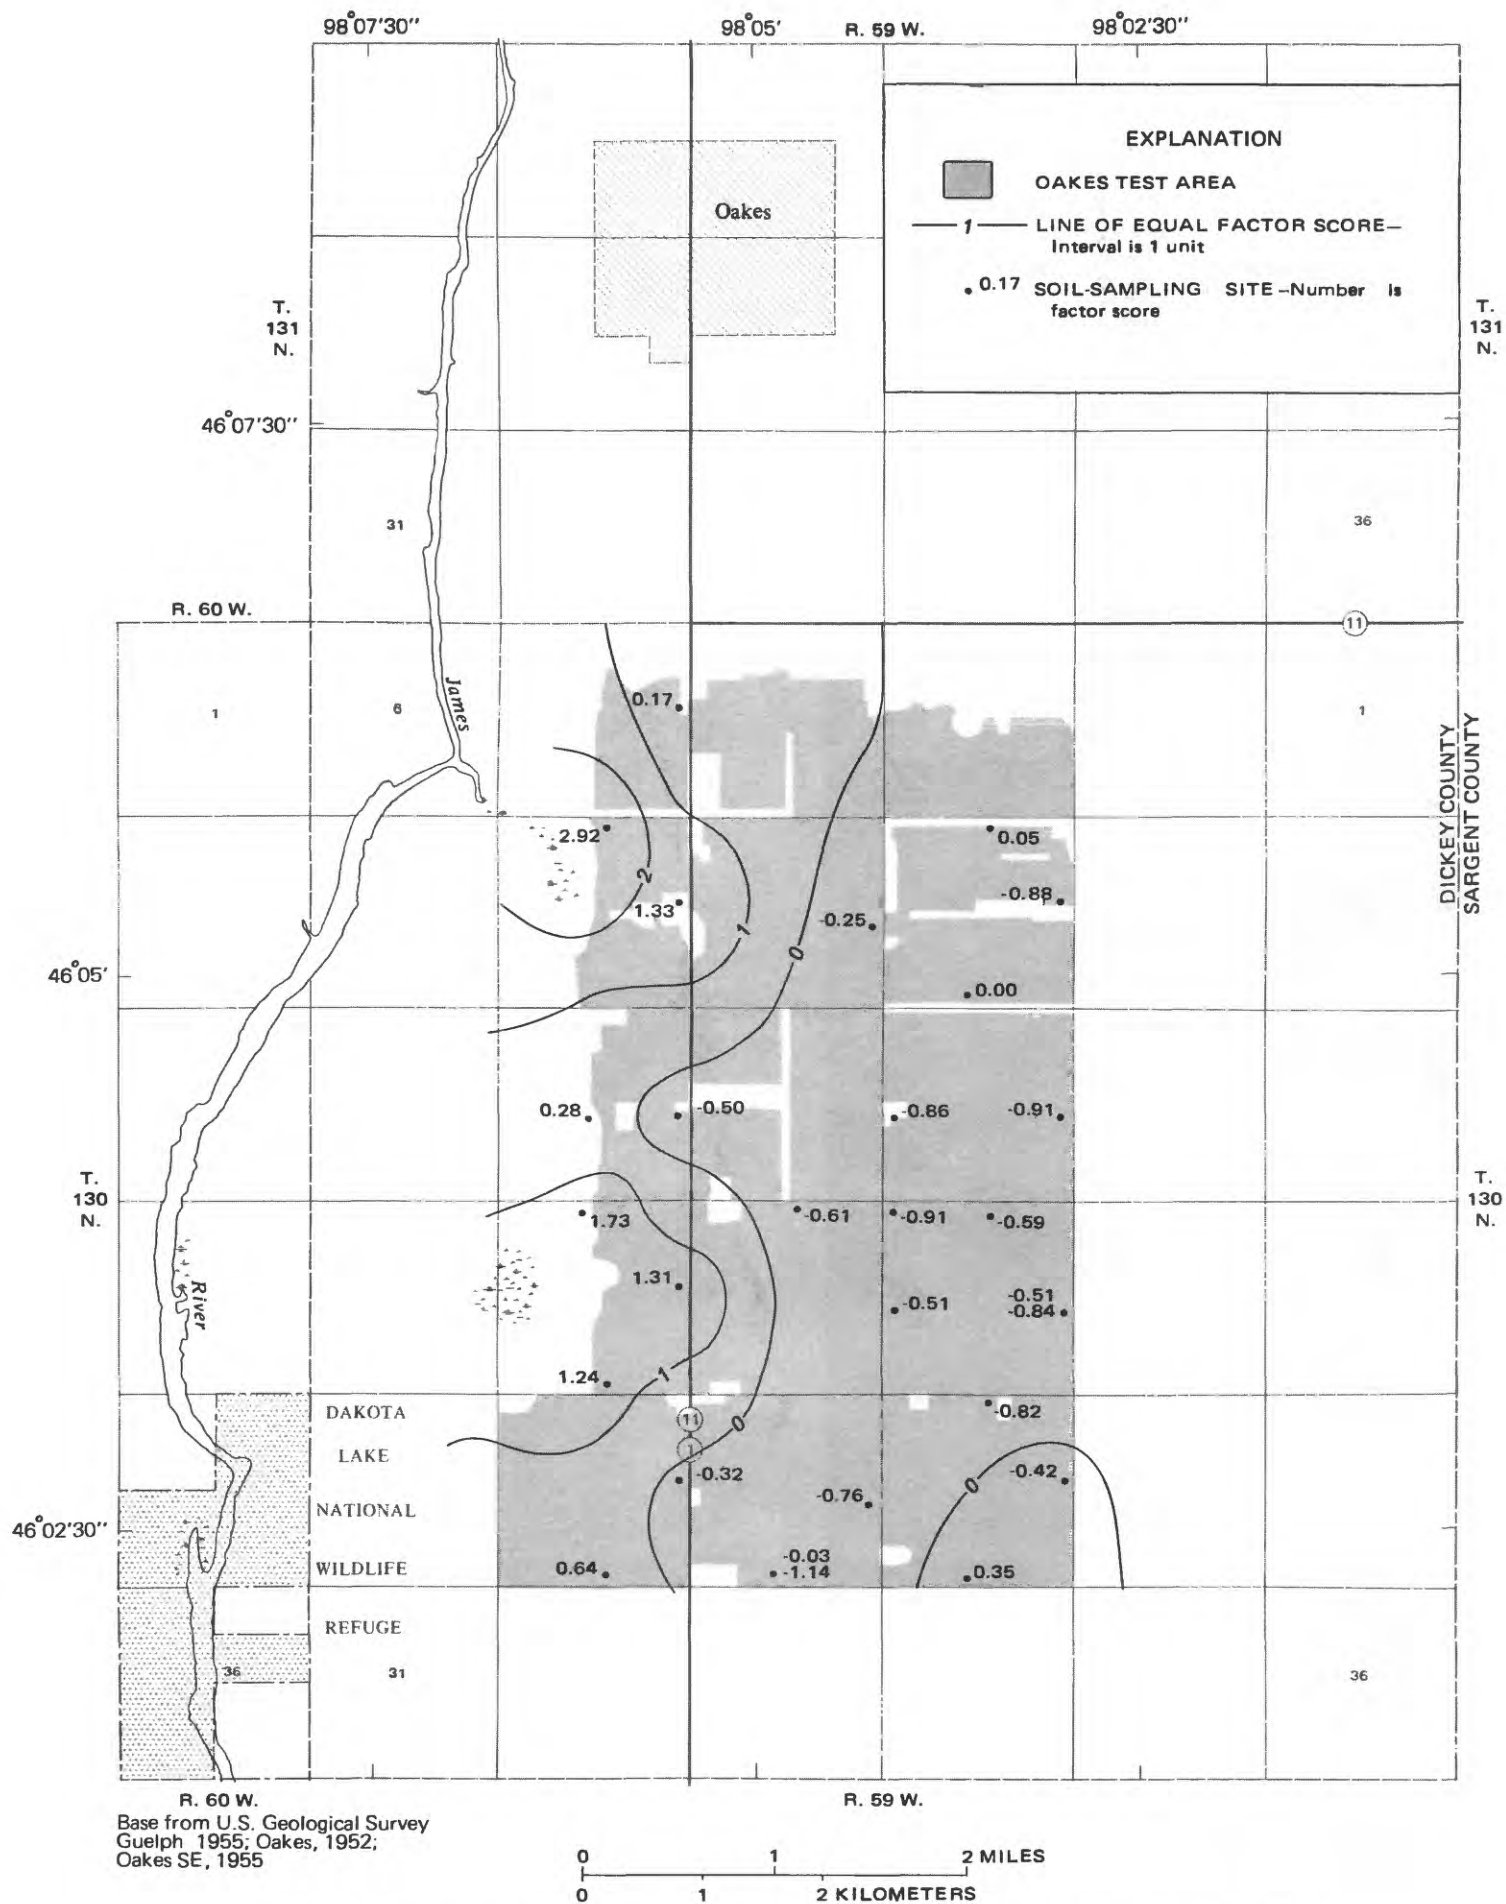 98°07'30''
98°05'
R. 59 W.
98°02'30''
EXPLANATION
OAKES TEST AREA
1 LINE OF EQUAL FACTOR SCORE—
Interval is 1 unit
0.17 SOIL-SAMPLING SITE—Number is
factor score
Oakes
T.
131
N.
T.
131
N.
46°07'30''
31
36
R. 60 W.
11
1
6
James
0.17
1
DICKEY COUNTY
SARGENT COUNTY
2.92
0.05
2
1.33
1
-0.25
-0.88
0
46°05'
0.00
0.28
-0.50
-0.86
-0.91
T.
130
N.
T.
130
N.
1.73
-0.61
-0.91
-0.59
River
1.31
-0.51
-0.51
-0.84
1.24
1
DAKOTA
11
0
-0.82
LAKE
1
-0.32
0
-0.42
NATIONAL
-0.76
46°02'30''
WILDLIFE
0.64
-0.03
-1.14
0.35
REFUGE
36
31
36
R. 60 W.
R. 59 W.
Base from U.S. Geological Survey
Guelph 1955; Oakes, 1952;
Oakes SE, 1955
0 1 2 MILES
0 1 2 KILOMETERS